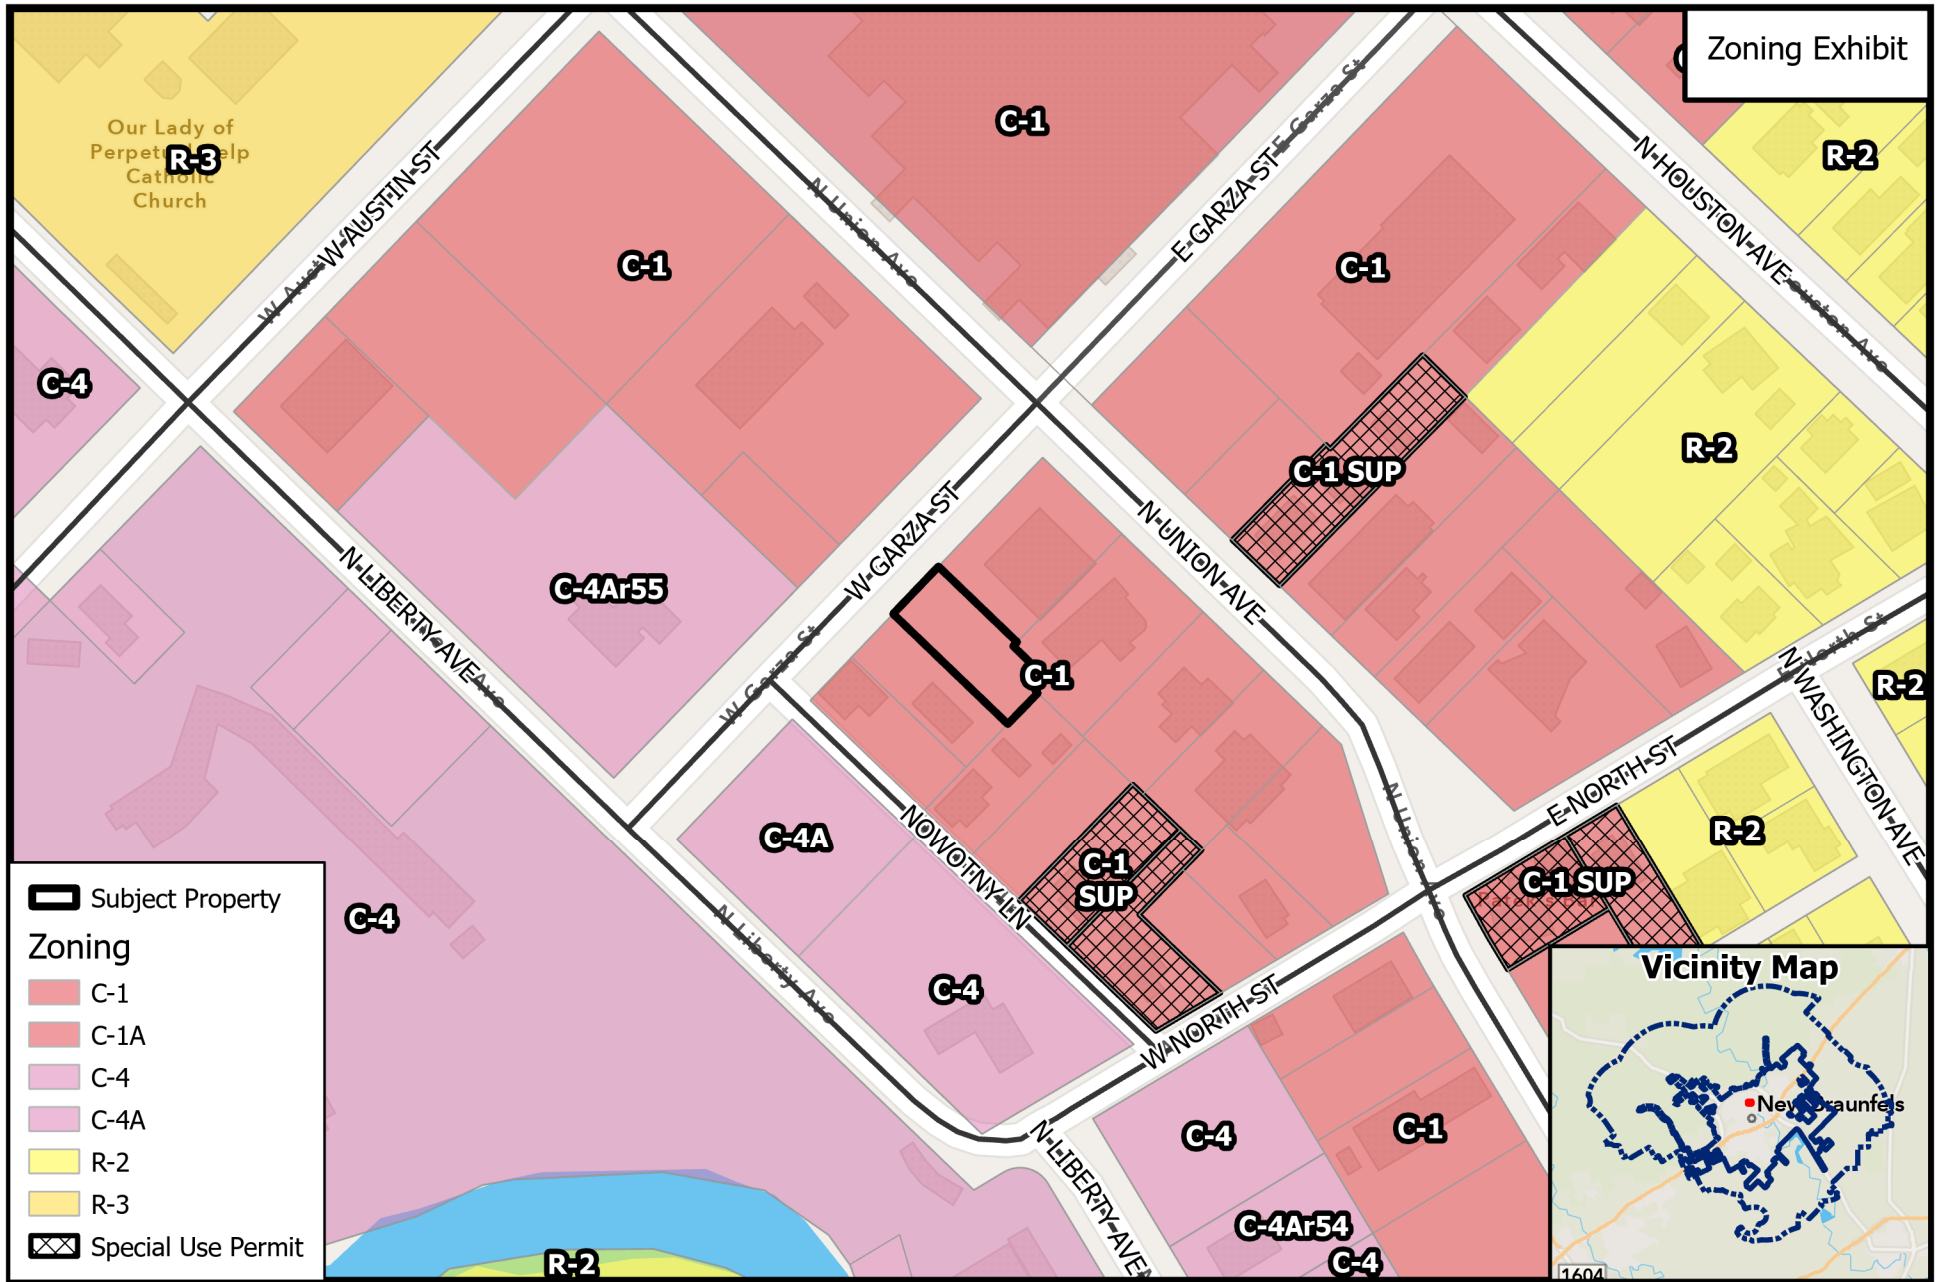 Zoning Exhibit
Our Lady of
Perpetual Help
Catholic
Church
R-3
C-1
R-2
W AUSTIN ST
N Union Ave
E GARZA ST
E Garza St
N HOUSTON AVE
C-1
C-1
C-4
R-2
C-1 SUP
W GARZA ST
W Garza St
N UNION AVE
N LIBERTY AVE
C-4Ar55
C-1
N WASHINGTON AVE
E NORTH ST
R-2
R-2
C-4A
NOWOTNY LN
C-1
SUP
N Union Ave
C-1 SUP
C-4
N Liberty Ave
C-4
W NORTH ST
C-4
C-1
N LIBERTY AVE
C-4Ar54
C-4
R-2
Subject Property
Zoning
C-1
C-1A
C-4
C-4A
R-2
R-3
Special Use Permit
Vicinity Map
New Braunfels
1604